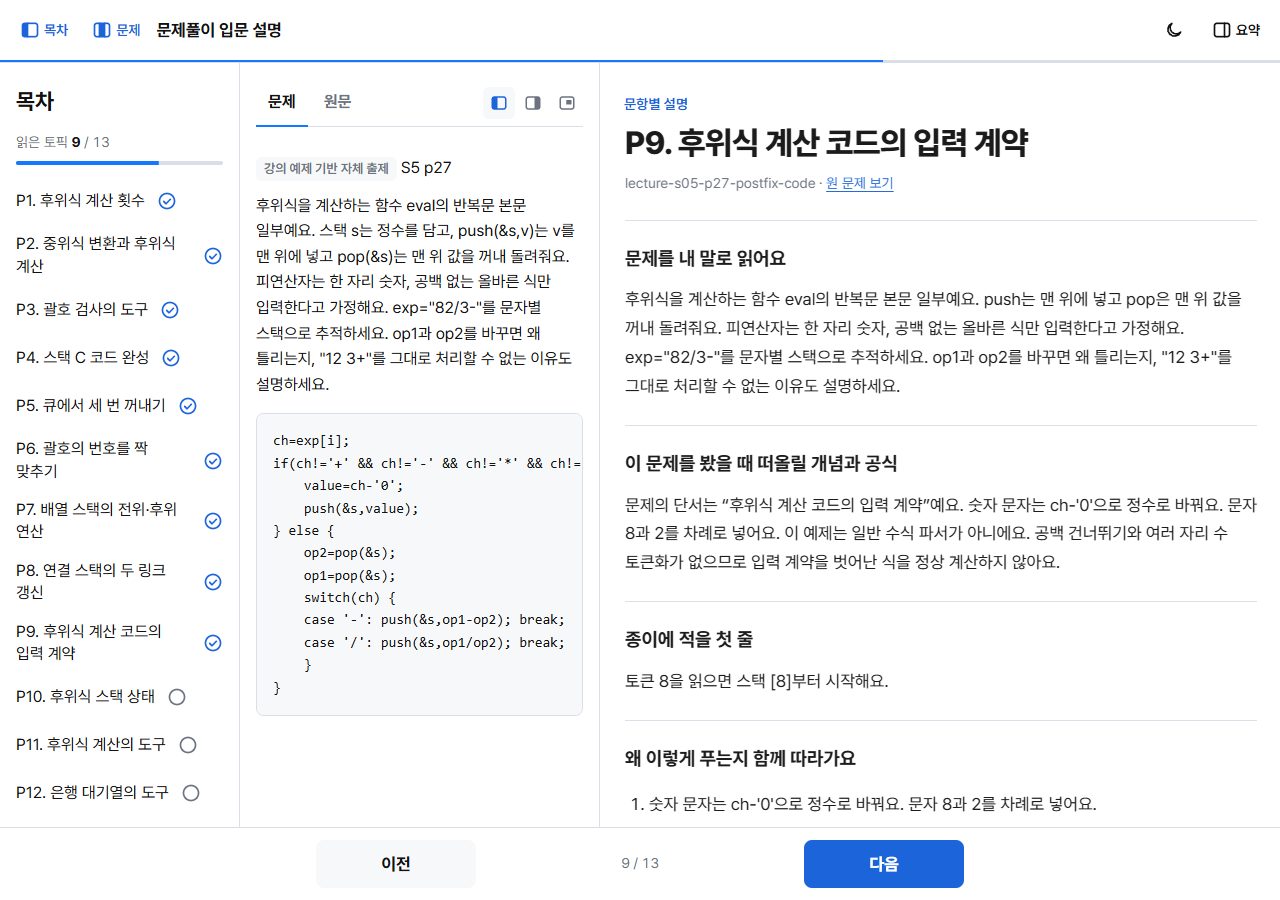 목차
문제
문제풀이 입문 설명
요약
목차
읽은 토픽 9 / 13
P1. 후위식 계산 횟수
P2. 중위식 변환과 후위식
계산
P3. 괄호 검사의 도구
P4. 스택 C 코드 완성
P5. 큐에서 세 번 꺼내기
P6. 괄호의 번호를 짝
맞추기
P7. 배열 스택의 전위·후위
연산
P8. 연결 스택의 두 링크
갱신
P9. 후위식 계산 코드의
입력 계약
P10. 후위식 스택 상태
P11. 후위식 계산의 도구
P12. 은행 대기열의 도구
문제
원문
강의 예제 기반 자체 출제 S5 p27
후위식을 계산하는 함수 eval의 반복문 본문
일부예요. 스택 s는 정수를 담고, push(&s,v)는 v를
맨 위에 넣고 pop(&s)는 맨 위 값을 꺼내 돌려줘요.
피연산자는 한 자리 숫자, 공백 없는 올바른 식만
입력한다고 가정해요. exp="82/3-"를 문자별
스택으로 추적하세요. op1과 op2를 바꾸면 왜
틀리는지, "12 3+"를 그대로 처리할 수 없는 이유도
설명하세요.
ch=exp[i];
if(ch!='+' && ch!='-' && ch!='*' && ch!=
    value=ch-'0';
    push(&s,value);
} else {
    op2=pop(&s);
    op1=pop(&s);
    switch(ch) {
    case '-': push(&s,op1-op2); break;
    case '/': push(&s,op1/op2); break;
    }
}
문항별 설명
P9. 후위식 계산 코드의 입력 계약
lecture-s05-p27-postfix-code · 원 문제 보기
문제를 내 말로 읽어요
후위식을 계산하는 함수 eval의 반복문 본문 일부예요. push는 맨 위에 넣고 pop은 맨 위 값을
꺼내 돌려줘요. 피연산자는 한 자리 숫자, 공백 없는 올바른 식만 입력한다고 가정해요.
exp="82/3-"를 문자별 스택으로 추적하세요. op1과 op2를 바꾸면 왜 틀리는지, "12 3+"를
그대로 처리할 수 없는 이유도 설명하세요.
이 문제를 봤을 때 떠올릴 개념과 공식
문제의 단서는 “후위식 계산 코드의 입력 계약”예요. 숫자 문자는 ch-'0'으로 정수로 바꿔요. 문자
8과 2를 차례로 넣어요. 이 예제는 일반 수식 파서가 아니에요. 공백 건너뛰기와 여러 자리 수
토큰화가 없으므로 입력 계약을 벗어난 식을 정상 계산하지 않아요.
종이에 적을 첫 줄
토큰 8을 읽으면 스택 [8]부터 시작해요.
왜 이렇게 푸는지 함께 따라가요
1. 숫자 문자는 ch-'0'으로 정수로 바꿔요. 문자 8과 2를 차례로 넣어요.
이전
9 / 13
다음